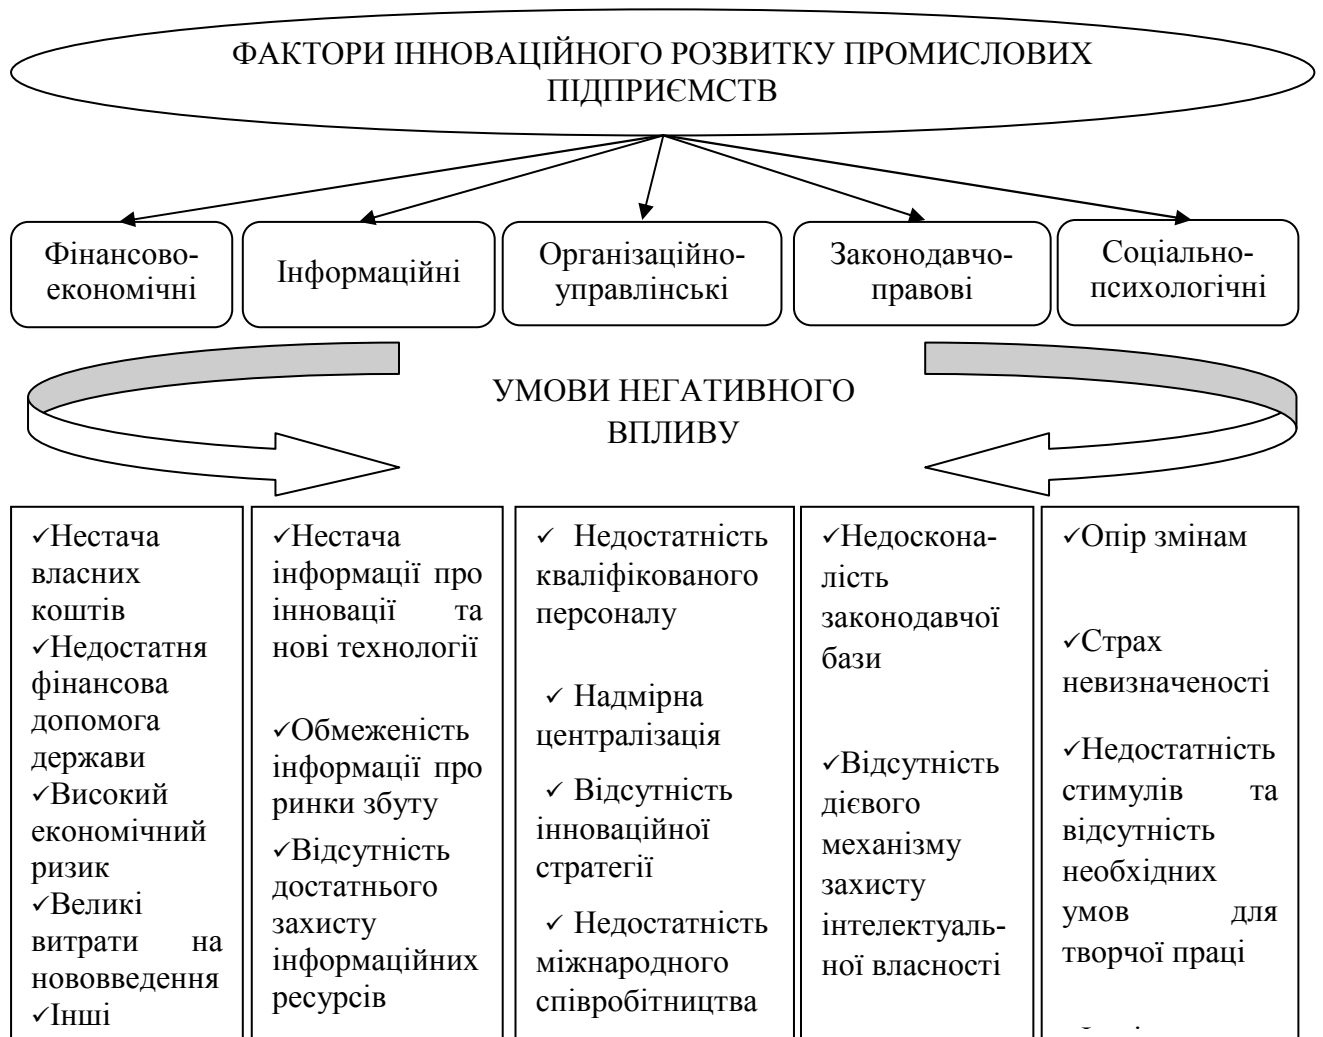 ФАКТОРИ ІННОВАЦІЙНОГО РОЗВИТКУ ПРОМИСЛОВИХ
ПІДПРИЄМСТВ
Фінансово-
економічні
Інформаційні
Організаційно-
управлінські
Законодавчо-
правові
Соціально-
психологічні
УМОВИ НЕГАТИВНОГО
ВПЛИВУ
✓Нестача
власних
коштів
✓Недостатня
фінансова
допомога
держави
✓Високий
економічний
ризик
✓Великі
витрати на
нововведення
✓Інші
✓Нестача
інформації про
інновації та
нові технології
✓Обмеженість
інформації про
ринки збуту
✓Відсутність
достатнього
захисту
інформаційних
ресурсів
✓ Недостатність
кваліфікованого
персоналу
✓ Надмірна
централізація
✓ Відсутність
інноваційної
стратегії
✓ Недостатність
міжнародного
співробітництва
✓Недоскона-
лість
законодавчої
бази
✓Відсутність
дієвого
механізму
захисту
інтелектуаль-
ної власності
✓Опір змінам
✓Страх
невизначеності
✓Недостатність
стимулів та
відсутність
необхідних
умов для
творчої праці